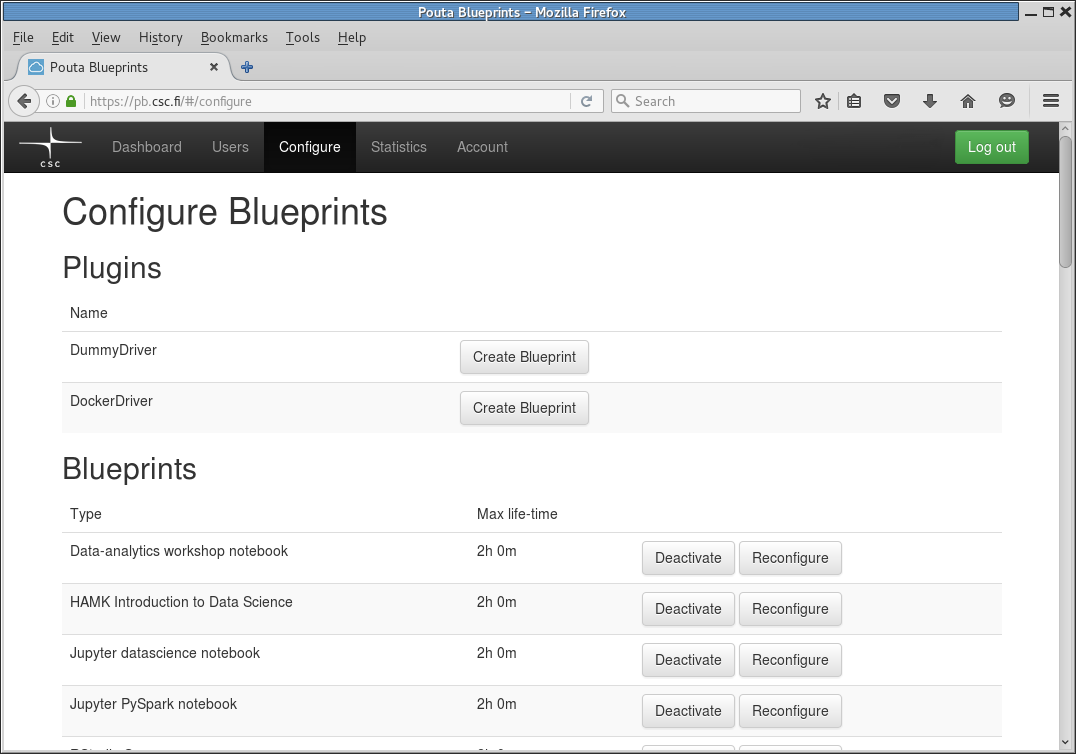 Pouta Blueprints - Mozilla Firefox
File Edit View History Bookmarks Tools Help
Pouta Blueprints
https://pb.csc.fi/#/configure Search
csc Dashboard Users Configure Statistics Account Log out
Configure Blueprints
Plugins
Name
DummyDriver Create Blueprint
DockerDriver Create Blueprint
Blueprints
Type Max life-time
Data-analytics workshop notebook 2h 0m Deactivate Reconfigure
HAMK Introduction to Data Science 2h 0m Deactivate Reconfigure
Jupyter datascience notebook 2h 0m Deactivate Reconfigure
Jupyter PySpark notebook 2h 0m Deactivate Reconfigure